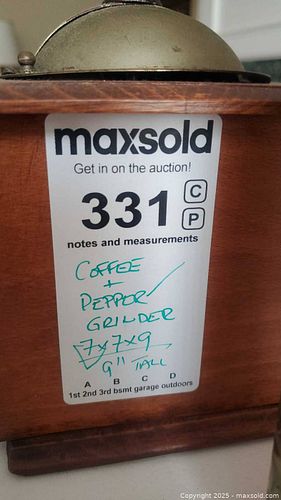 maxsold
Get in on the auction!
331 C
P
notes and measurements
COFFEE
+
PEPPER
GRINDER
7x7x9
9" TALL
A B C D
1st 2nd 3rd bsmt garage outdoors
Copyright 2025 - maxsold.com